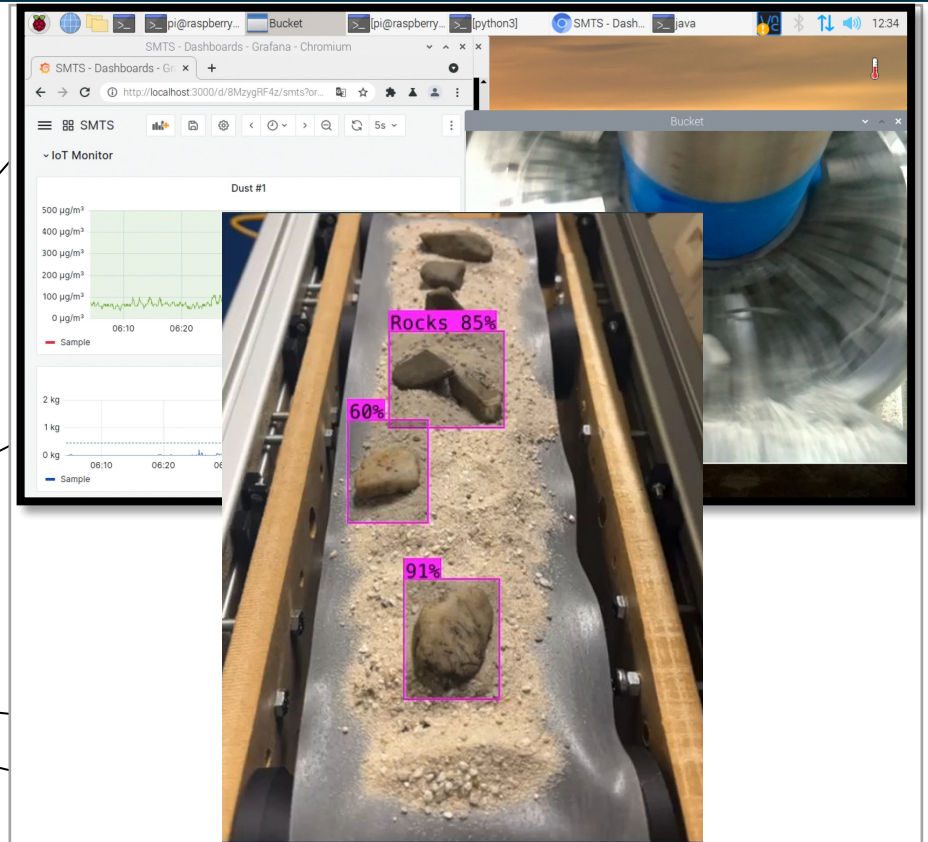 pi@raspberry...
Bucket
[pi@raspberry...
[python3]
SMTS - Dash...
java
12:34
SMTS - Dashboards - Grafana - Chromium
SMTS - Dashboards - Gr
http://localhost:3000/d/8MzygRF4z/smts?or...
SMTS
5s
Bucket
IoT Monitor
Dust #1
500 µg/m³
400 µg/m³
300 µg/m³
200 µg/m³
100 µg/m³
0 µg/m³
06:10
06:20
Sample
2 kg
1 kg
0 kg
06:10
06:20
Sample
Rocks 85%
60%
91%